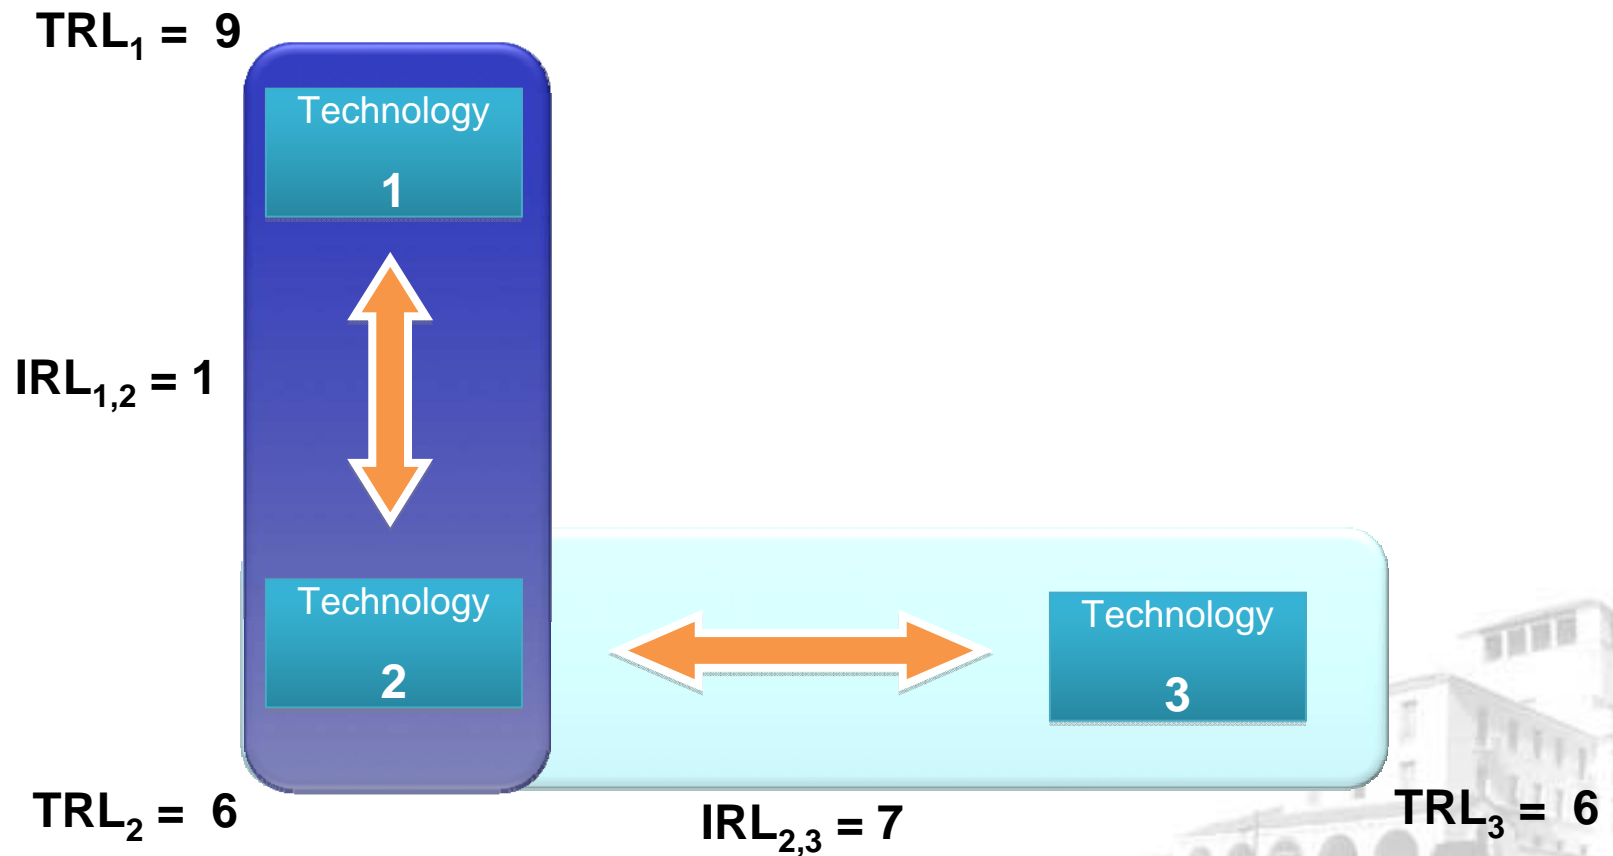 TRL₁ = 9
Technology
1
IRL₁,₂ = 1
Technology
2
Technology
3
TRL₂ = 6
IRL₂,₃ = 7
TRL₃ = 6